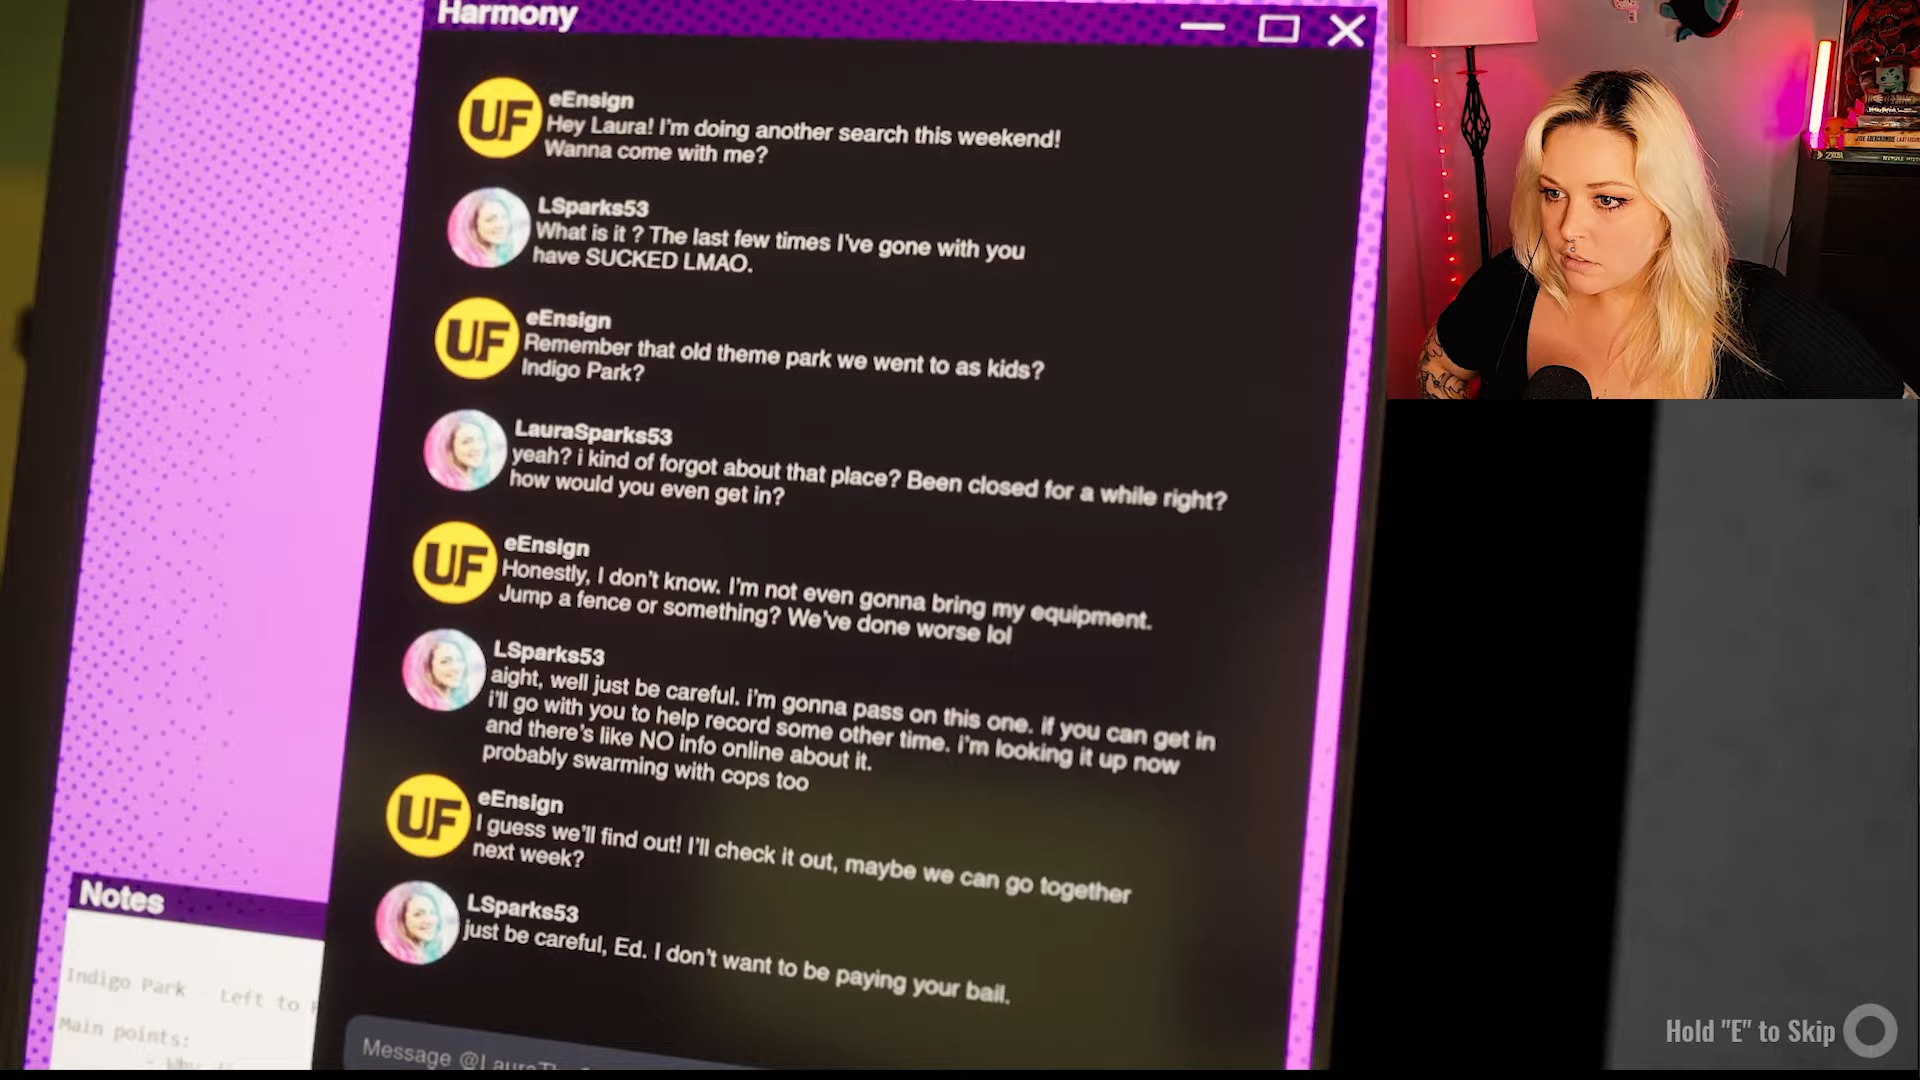 Harmony
eEnsign
Hey Laura! I'm doing another search this weekend!
Wanna come with me?
LSparks53
What is it ? The last few times I've gone with you
have SUCKED LMAO.
eEnsign
Remember that old theme park we went to as kids?
Indigo Park?
LauraSparks53
yeah? i kind of forgot about that place? Been closed for a while right?
how would you even get in?
eEnsign
Honestly, I don't know. I'm not even gonna bring my equipment.
Jump a fence or something? We've done worse lol
LSparks53
aight, well just be careful. i'm gonna pass on this one. if you can get in
i'll go with you to help record some other time. i'm looking it up now
and there's like NO info online about it.
probably swarming with cops too
eEnsign
I guess we'll find out! I'll check it out, maybe we can go together
next week?
LSparks53
just be careful, Ed. I don't want to be paying your bail.
Message
UF
UF
UF
UF
Notes
Indigo Park - Left to
Main points:
Hold "E" to Skip